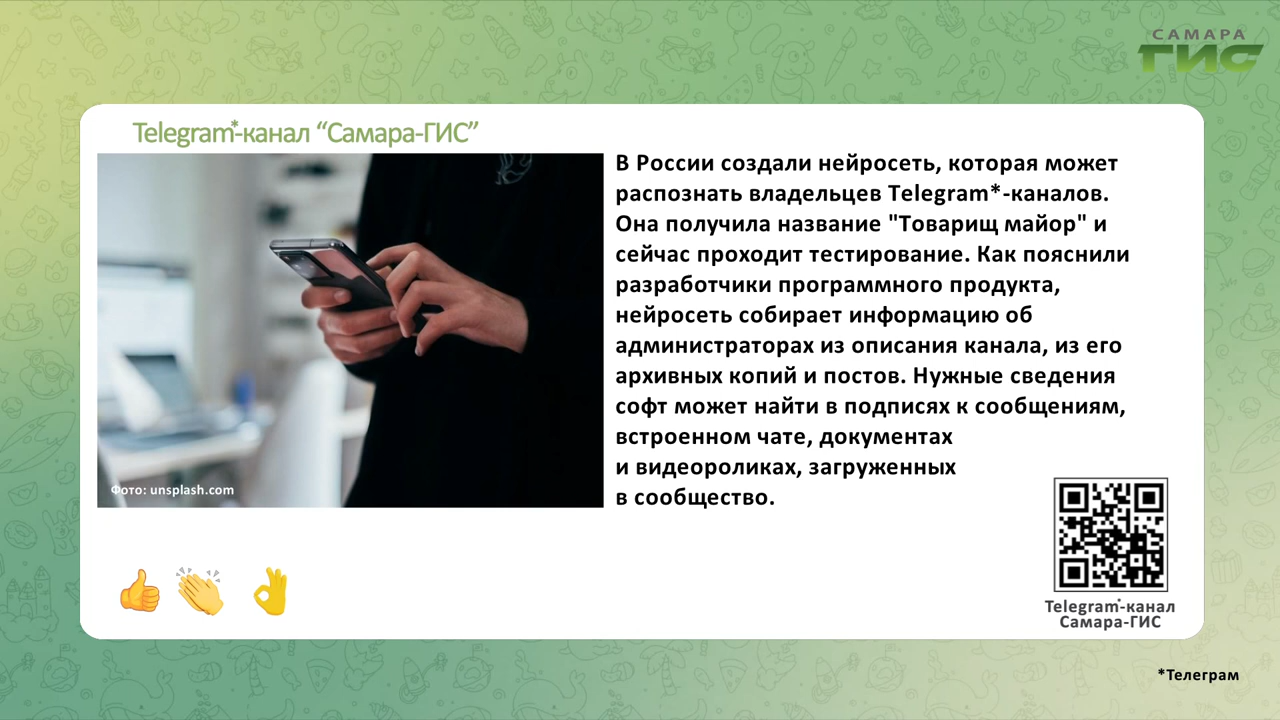 САМАРА
ГИС
Telegram*-канал “Самара-ГИС”
В России создали нейросеть, которая может
распознать владельцев Telegram*-каналов.
Она получила название "Товарищ майор" и
сейчас проходит тестирование. Как пояснили
разработчики программного продукта,
нейросеть собирает информацию об
администраторах из описания канала, из его
архивных копий и постов. Нужные сведения
софт может найти в подписях к сообщениям,
встроенном чате, документах
и видеороликах, загруженных
в сообщество.
Фото: unsplash.com
Telegram*-канал
Самара-ГИС
*Телеграм